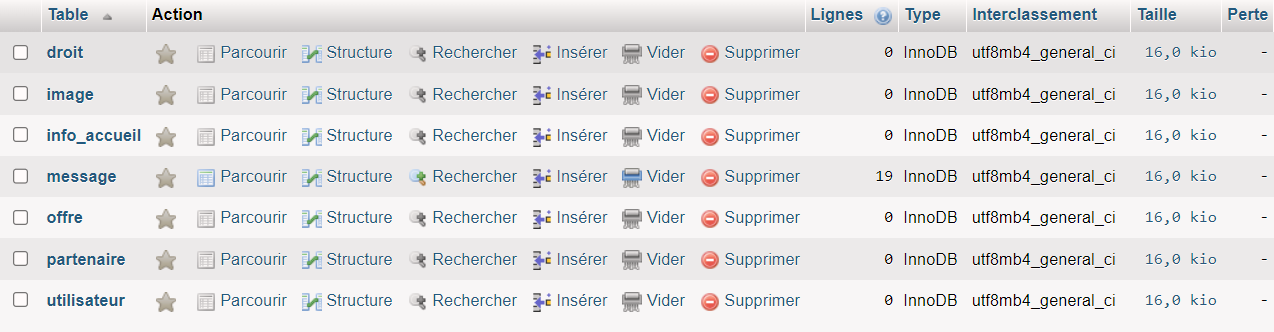 Table Action Lignes Type Interclassement Taille Perte
droit Parcourir Structure Rechercher Insérer Vider Supprimer 0 InnoDB utf8mb4_general_ci 16,0 kio -
image Parcourir Structure Rechercher Insérer Vider Supprimer 0 InnoDB utf8mb4_general_ci 16,0 kio -
info_accueil Parcourir Structure Rechercher Insérer Vider Supprimer 0 InnoDB utf8mb4_general_ci 16,0 kio -
message Parcourir Structure Rechercher Insérer Vider Supprimer 19 InnoDB utf8mb4_general_ci 16,0 kio -
offre Parcourir Structure Rechercher Insérer Vider Supprimer 0 InnoDB utf8mb4_general_ci 16,0 kio -
partenaire Parcourir Structure Rechercher Insérer Vider Supprimer 0 InnoDB utf8mb4_general_ci 16,0 kio -
utilisateur Parcourir Structure Rechercher Insérer Vider Supprimer 0 InnoDB utf8mb4_general_ci 16,0 kio -